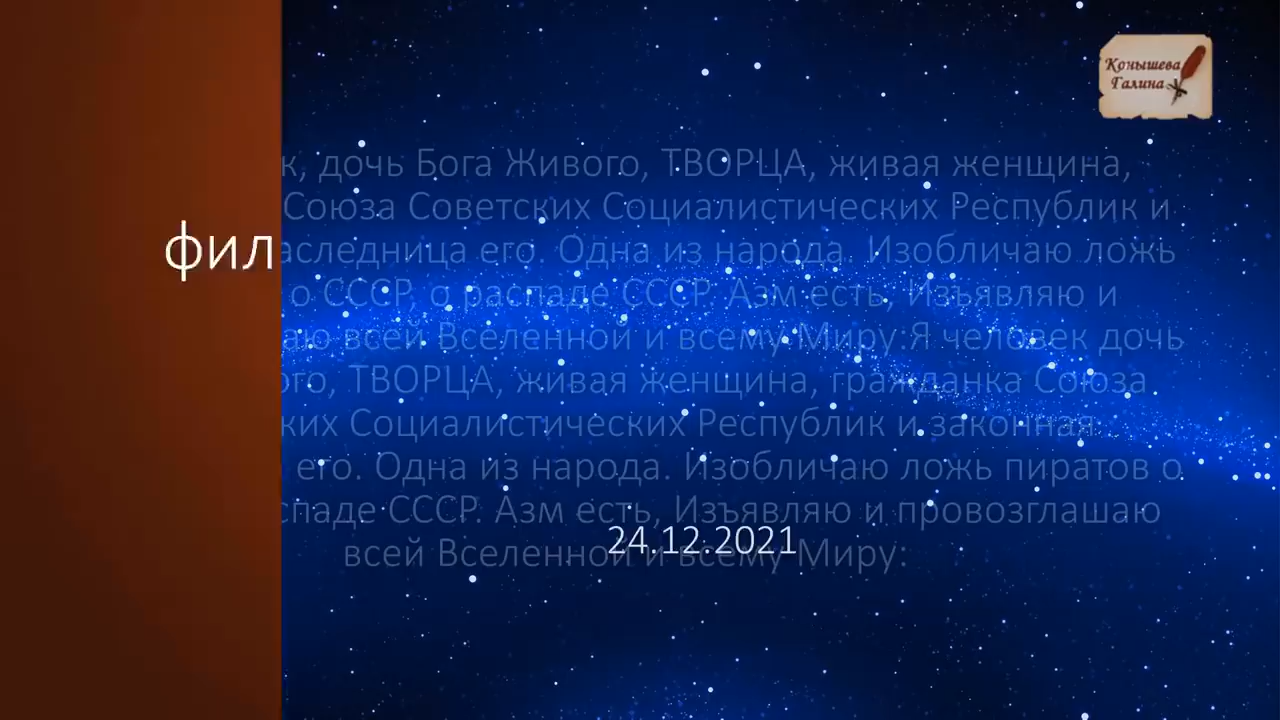 Конышева
Галина
к, дочь Бога Живого, ТВОРЦА, живая женщина,
Союза Советских Социалистических Республик и
фил
аследница его. Одна из народа. Изобличаю ложь
о СССР, о распаде СССР. Азм есть, Изъявляю и
аю всей Вселенной и всему Миру:Я человек дочь
ого, ТВОРЦА, живая женщина, гражданка Союза
ких Социалистических Республик и законная
его. Одна из народа. Изобличаю ложь пиратов о
спаде СССР. Азм есть, Изъявляю и провозглашаю
24.12.2021
всей Вселенной и всему Миру: